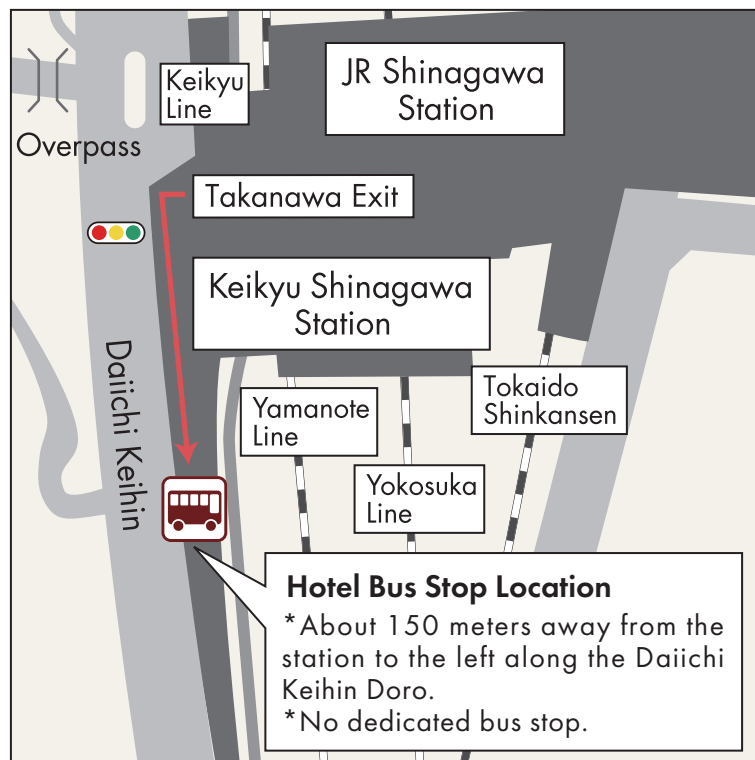 JR Shinagawa
Station
Keikyu
Line
Overpass
Takanawa Exit
Keikyu Shinagawa
Station
Daiichi Keihin
Yamanote
Line
Tokaido
Shinkansen
Yokosuka
Line
Hotel Bus Stop Location
*About 150 meters away from the
station to the left along the Daiichi
Keihin Doro.
*No dedicated bus stop.